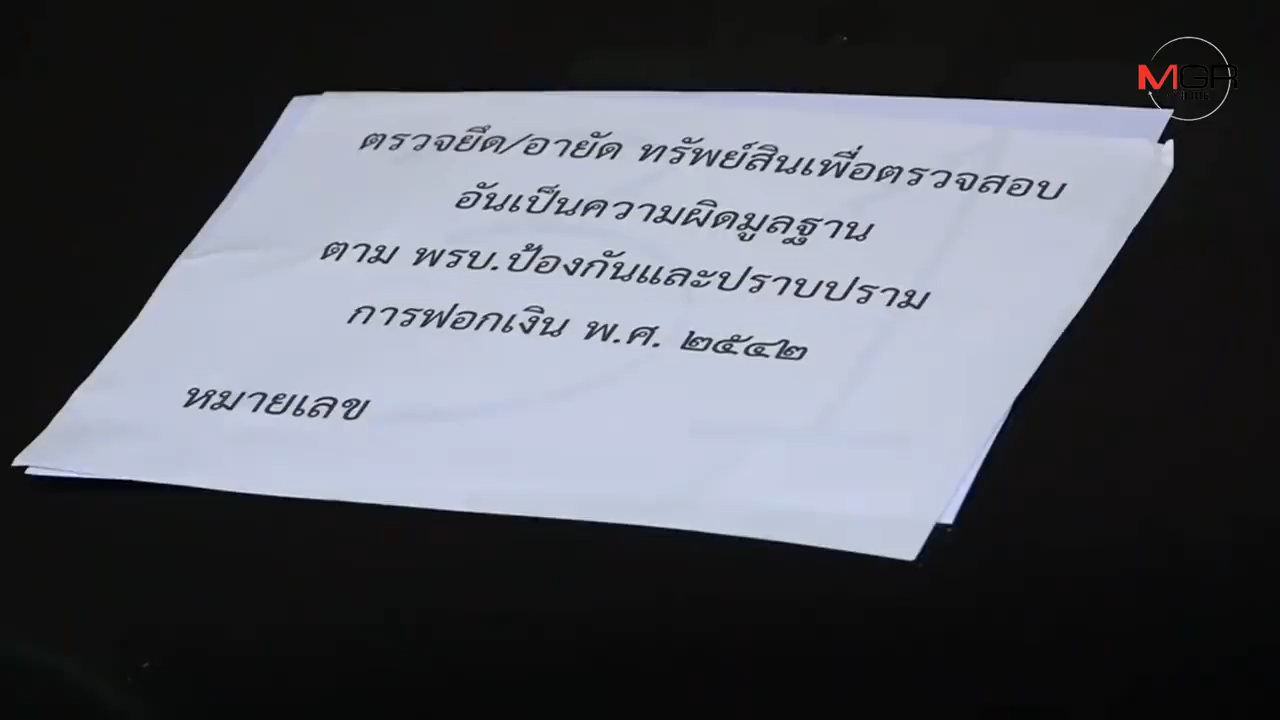 MGR
ตรวจยึด/อายัด ทรัพย์สินเพื่อตรวจสอบ
อันเป็นความผิดมูลฐาน
ตาม พรบ.ป้องกันและปราบปราม
การฟอกเงิน พ.ศ. ๒๕๔๒
หมายเลข